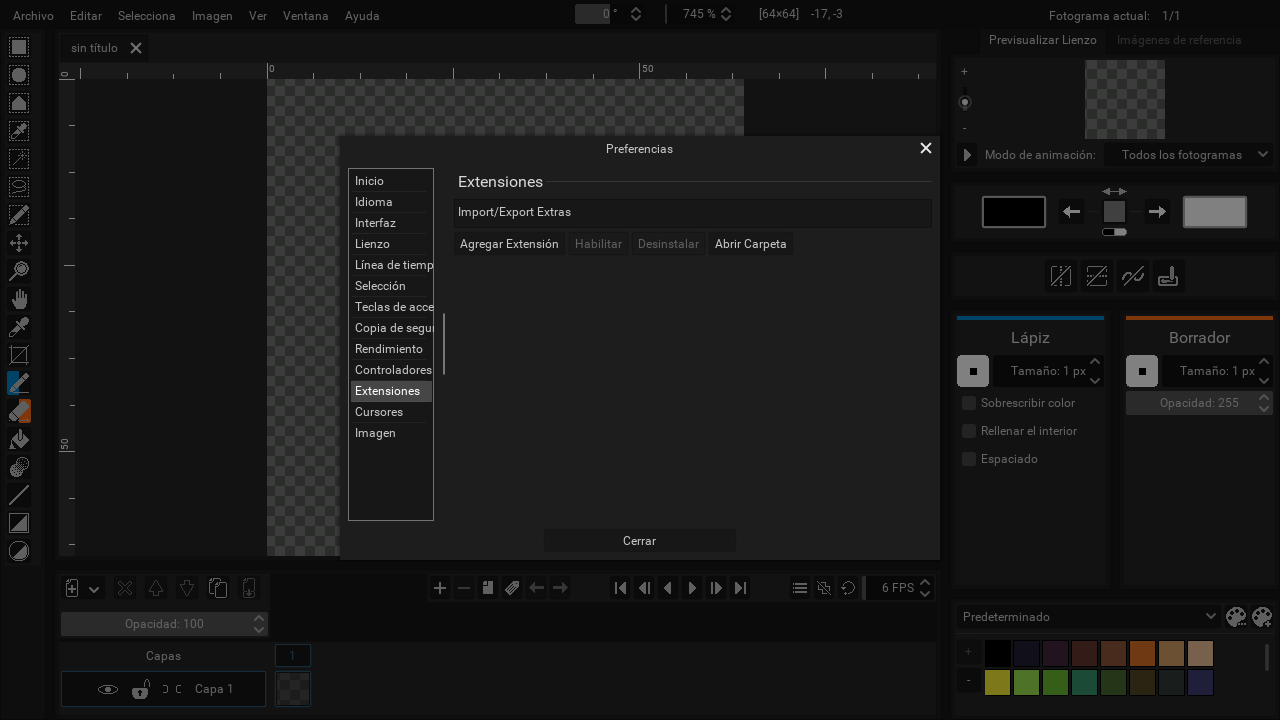 Archivo Editar Selecciona Imagen Ver Ventana Ayuda 0 ° 745 % [64×64] -17, -3 Fotograma actual: 1/1
sin título
Previsualizar Lienzo Imágenes de referencia
0 0 50
50
+
-
Modo de animación: Todos los fotogramas
Preferencias
Inicio
Idioma
Interfaz
Lienzo
Línea de tiemp
Selección
Teclas de acce
Copia de segur
Rendimiento
Controladores
Extensiones
Cursores
Imagen
Extensiones
Import/Export Extras
Agregar Extensión Habilitar Desinstalar Abrir Carpeta
Cerrar
Lápiz
Tamaño: 1 px
Sobrescribir color
Rellenar el interior
Espaciado
Borrador
Tamaño: 1 px
Opacidad: 255
6 FPS
Opacidad: 100
Capas 1
Capa 1
Predeterminado
+
-